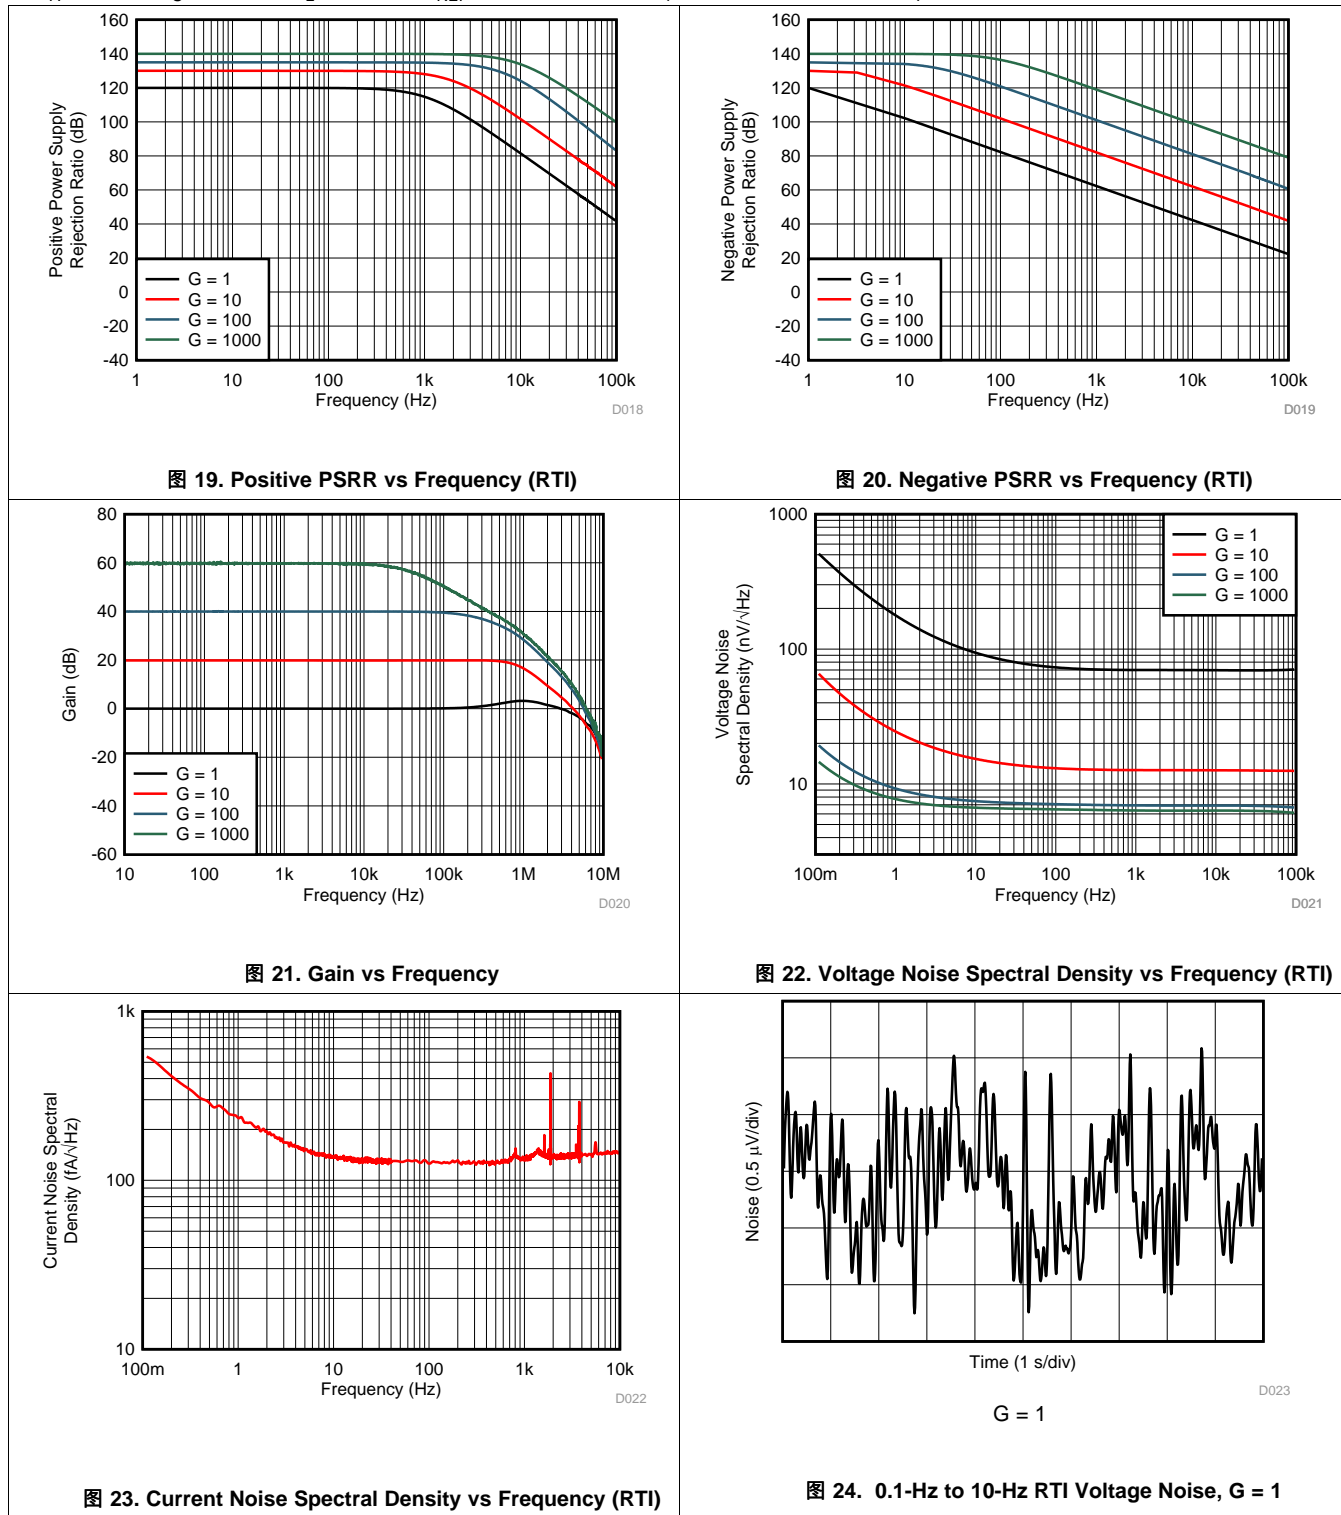 160
140
120
100
80
60
40
20
0
-20
-40
Positive Power Supply
Rejection Ratio (dB)
G = 1
G = 10
G = 100
G = 1000
1 10 100 1k 10k 100k
Frequency (Hz)
D018
图 19. Positive PSRR vs Frequency (RTI)
160
140
120
100
80
60
40
20
0
-20
-40
Negative Power Supply
Rejection Ratio (dB)
G = 1
G = 10
G = 100
G = 1000
1 10 100 1k 10k 100k
Frequency (Hz)
D019
图 20. Negative PSRR vs Frequency (RTI)
80
60
40
20
0
-20
-40
-60
Gain (dB)
G = 1
G = 10
G = 100
G = 1000
10 100 1k 10k 100k 1M 10M
Frequency (Hz)
D020
图 21. Gain vs Frequency
1000
100
10
Voltage Noise
Spectral Density (nV/√Hz)
G = 1
G = 10
G = 100
G = 1000
100m 1 10 100 1k 10k 100k
Frequency (Hz)
D021
图 22. Voltage Noise Spectral Density vs Frequency (RTI)
1k
100
10
Current Noise Spectral
Density (fA/√Hz)
100m 1 10 100 1k 10k
Frequency (Hz)
D022
图 23. Current Noise Spectral Density vs Frequency (RTI)
Noise (0.5 μV/div)
Time (1 s/div)
D023
G = 1
图 24. 0.1-Hz to 10-Hz RTI Voltage Noise, G = 1